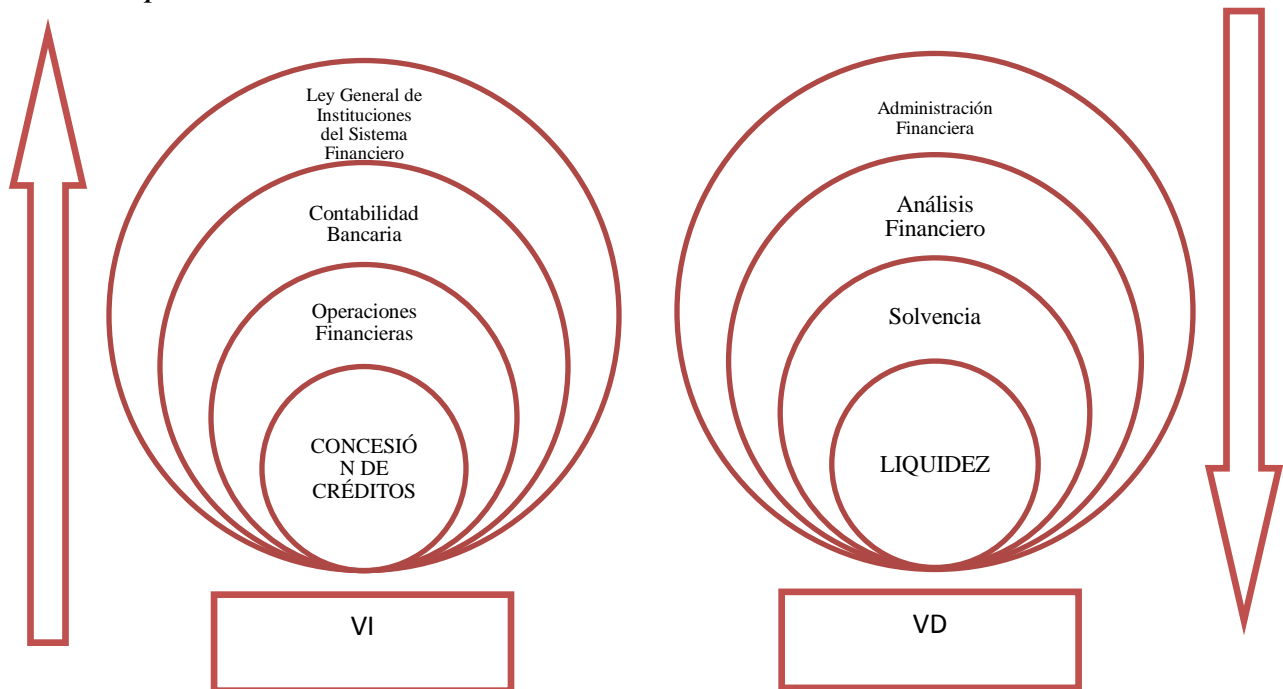 Ley General de
Instituciones
del Sistema
Financiero
Contabilidad
Bancaria
Operaciones
Financieras
CONCESIÓ
N DE
CRÉDITOS
VI
Administración
Financiera
Análisis
Financiero
Solvencia
LIQUIDEZ
VD